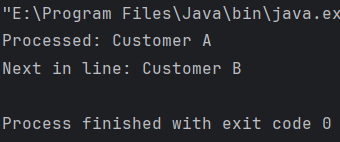 "E:\Program Files\Java\bin\java.ex
Processed: Customer A
Next in line: Customer B
Process finished with exit code 0